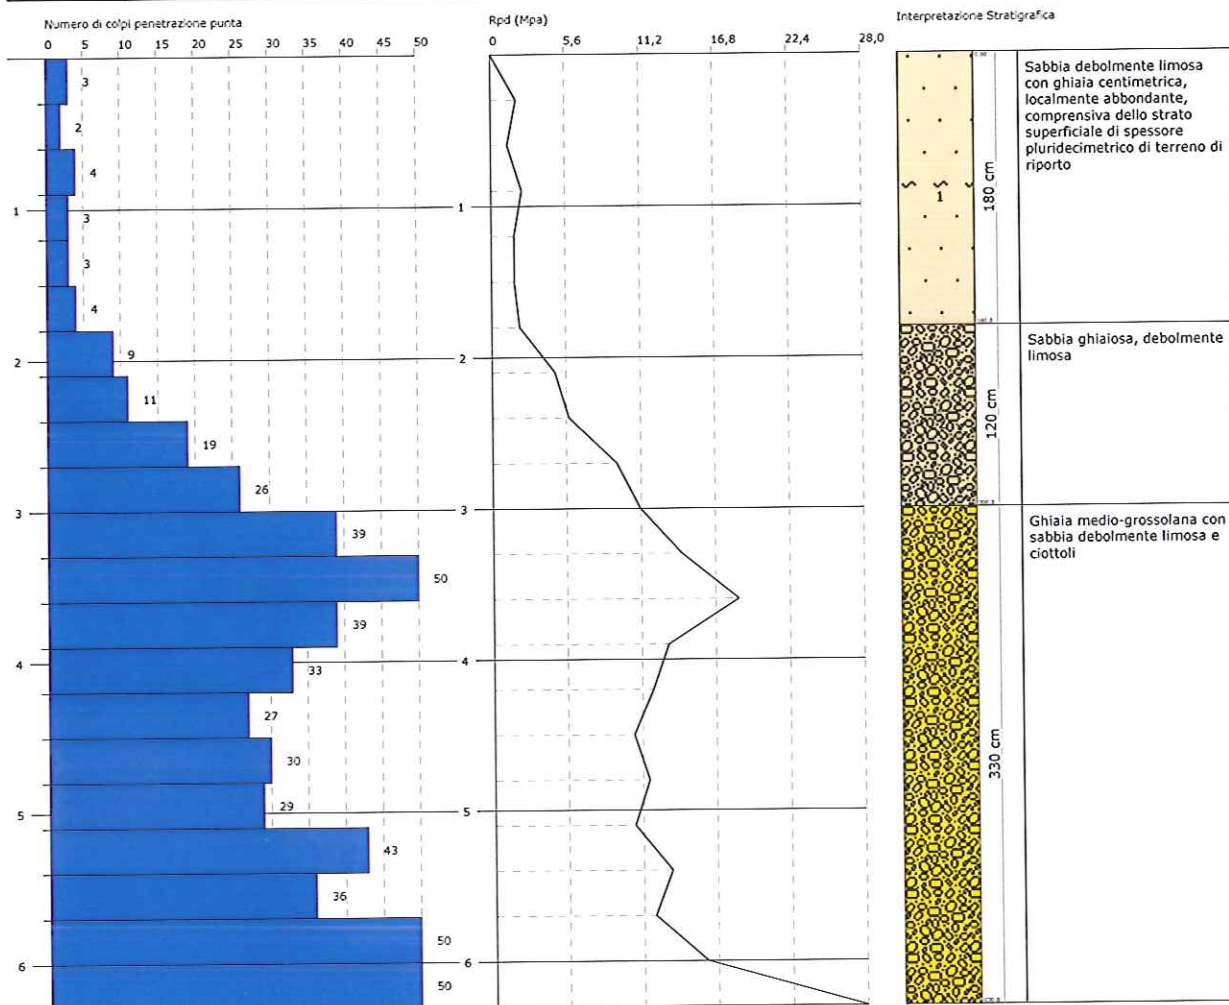 Numero di colpi penetrazione punta
0 5 10 15 20 25 30 35 40 45 50
3
2
4
1
3
3
4
9
2
11
19
26
3
39
50
39
4
33
27
30
29
5
43
36
50
6
50
Rpd (Mpa)
0 5,6 11,2 16,8 22,4 28,0
1
2
3
4
5
6
Interpretazione Stratigrafica
1
180 cm
Sabbia debolmente limosa
con ghiaia centimetrica,
localmente abbondante,
comprensiva dello strato
superficiale di spessore
pluridecimetrico di terreno di
riporto
120 cm
Sabbia ghiaiosa, debolmente
limosa
330 cm
Ghiaia medio-grossolana con
sabbia debolmente limosa e
ciottoli